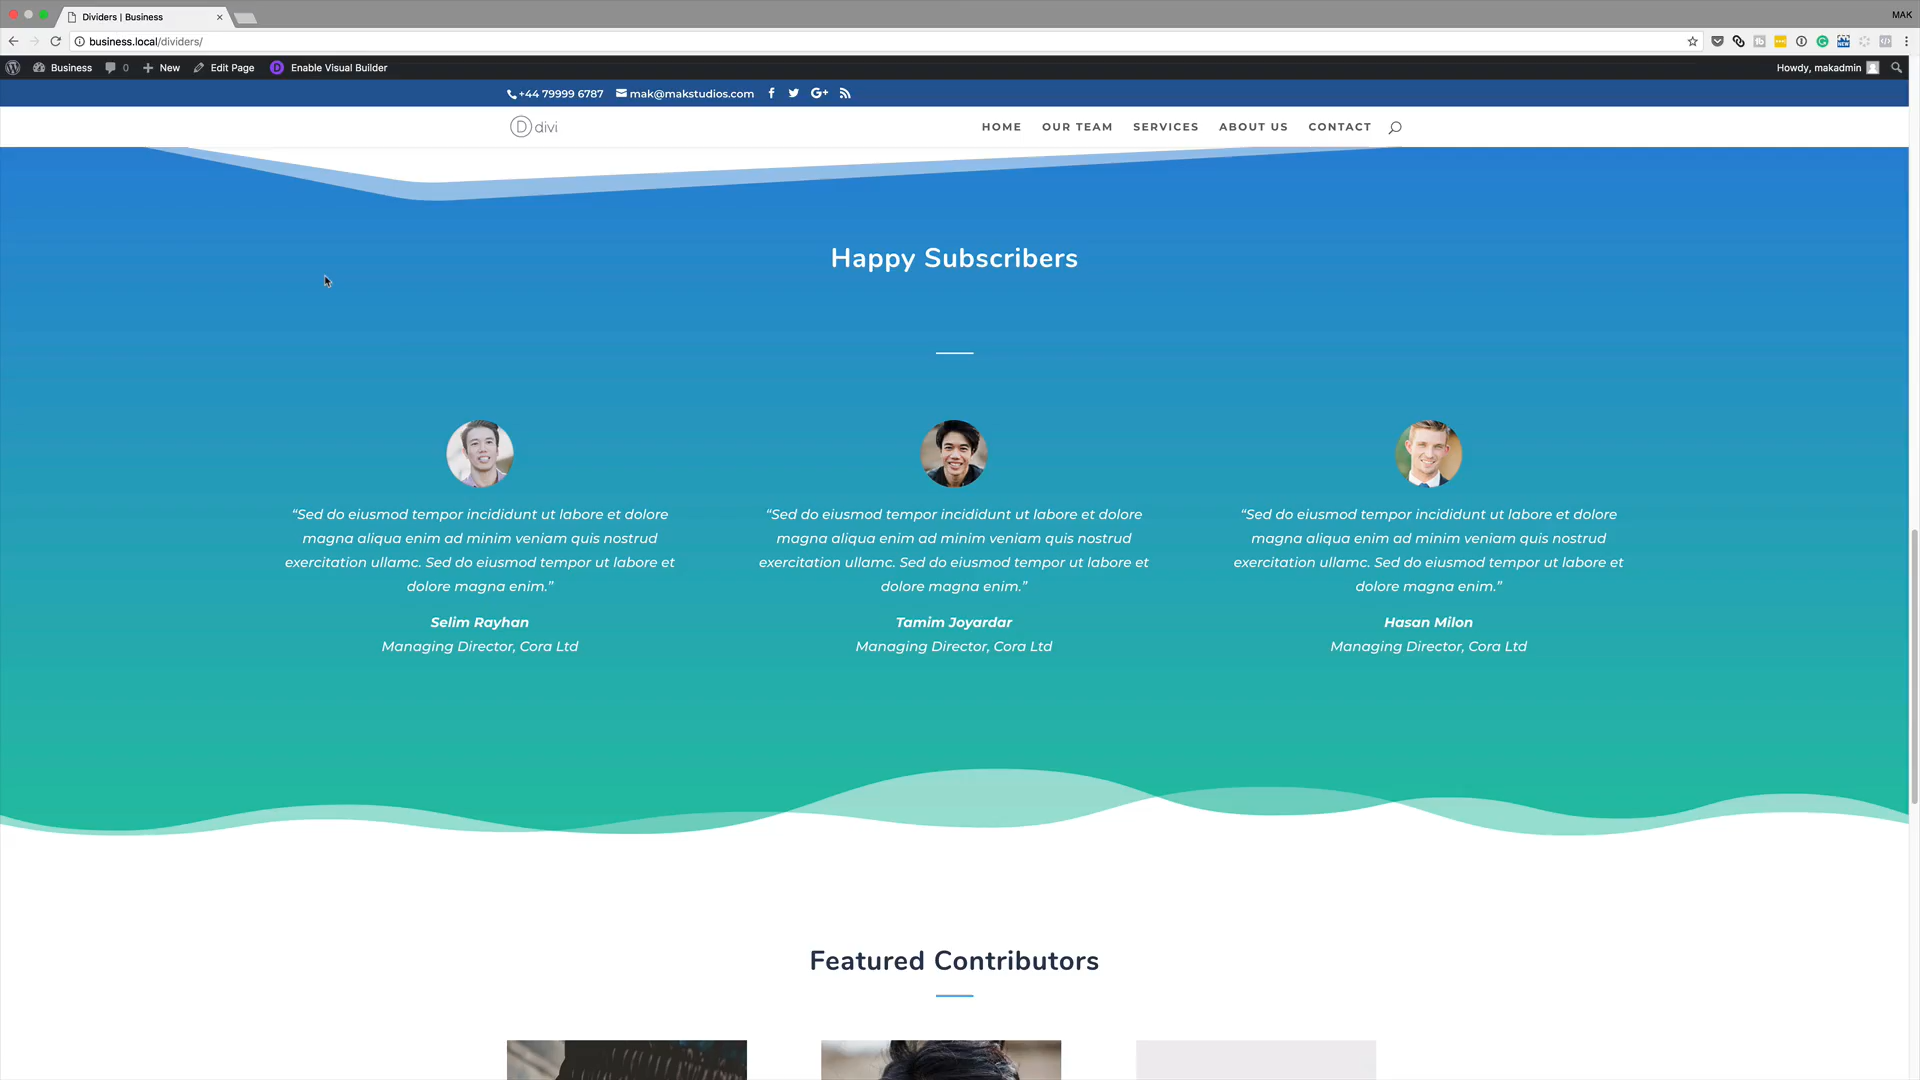 MAK
Dividers | Business
business.local/dividers/
Business 0 New Edit Page D Enable Visual Builder Howdy, makadmin
+44 79999 6787 mak@makstudios.com
D divi HOME OUR TEAM SERVICES ABOUT US CONTACT
Happy Subscribers
“Sed do eiusmod tempor incididunt ut labore et dolore
magna aliqua enim ad minim veniam quis nostrud
exercitation ullamc. Sed do eiusmod tempor ut labore et
dolore magna enim.”
Selim Rayhan
Managing Director, Cora Ltd
“Sed do eiusmod tempor incididunt ut labore et dolore
magna aliqua enim ad minim veniam quis nostrud
exercitation ullamc. Sed do eiusmod tempor ut labore et
dolore magna enim.”
Tamim Joyardar
Managing Director, Cora Ltd
“Sed do eiusmod tempor incididunt ut labore et dolore
magna aliqua enim ad minim veniam quis nostrud
exercitation ullamc. Sed do eiusmod tempor ut labore et
dolore magna enim.”
Hasan Milon
Managing Director, Cora Ltd
Featured Contributors